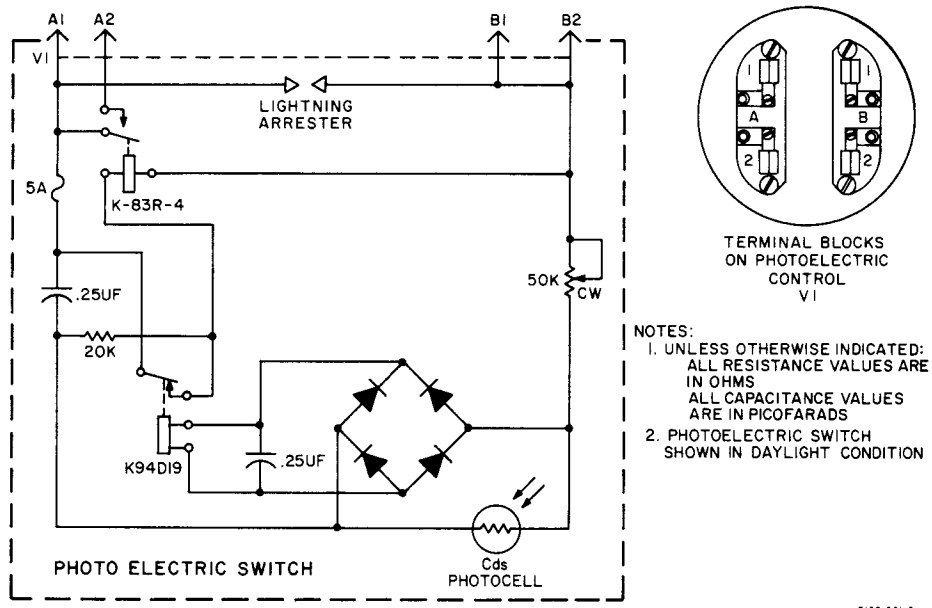 A1 A2 B1 B2
V1
LIGHTNING
ARRESTER
5A
K-83R-4
.25UF
50K
CW
20K
K94D19
.25UF
Cds
PHOTOCELL
PHOTO ELECTRIC SWITCH
1 1
A B
2 2
TERMINAL BLOCKS
ON PHOTOELECTRIC
CONTROL
V1
NOTES:
1. UNLESS OTHERWISE INDICATED:
ALL RESISTANCE VALUES ARE
IN OHMS
ALL CAPACITANCE VALUES
ARE IN PICOFARADS
2. PHOTOELECTRIC SWITCH
SHOWN IN DAYLIGHT CONDITION